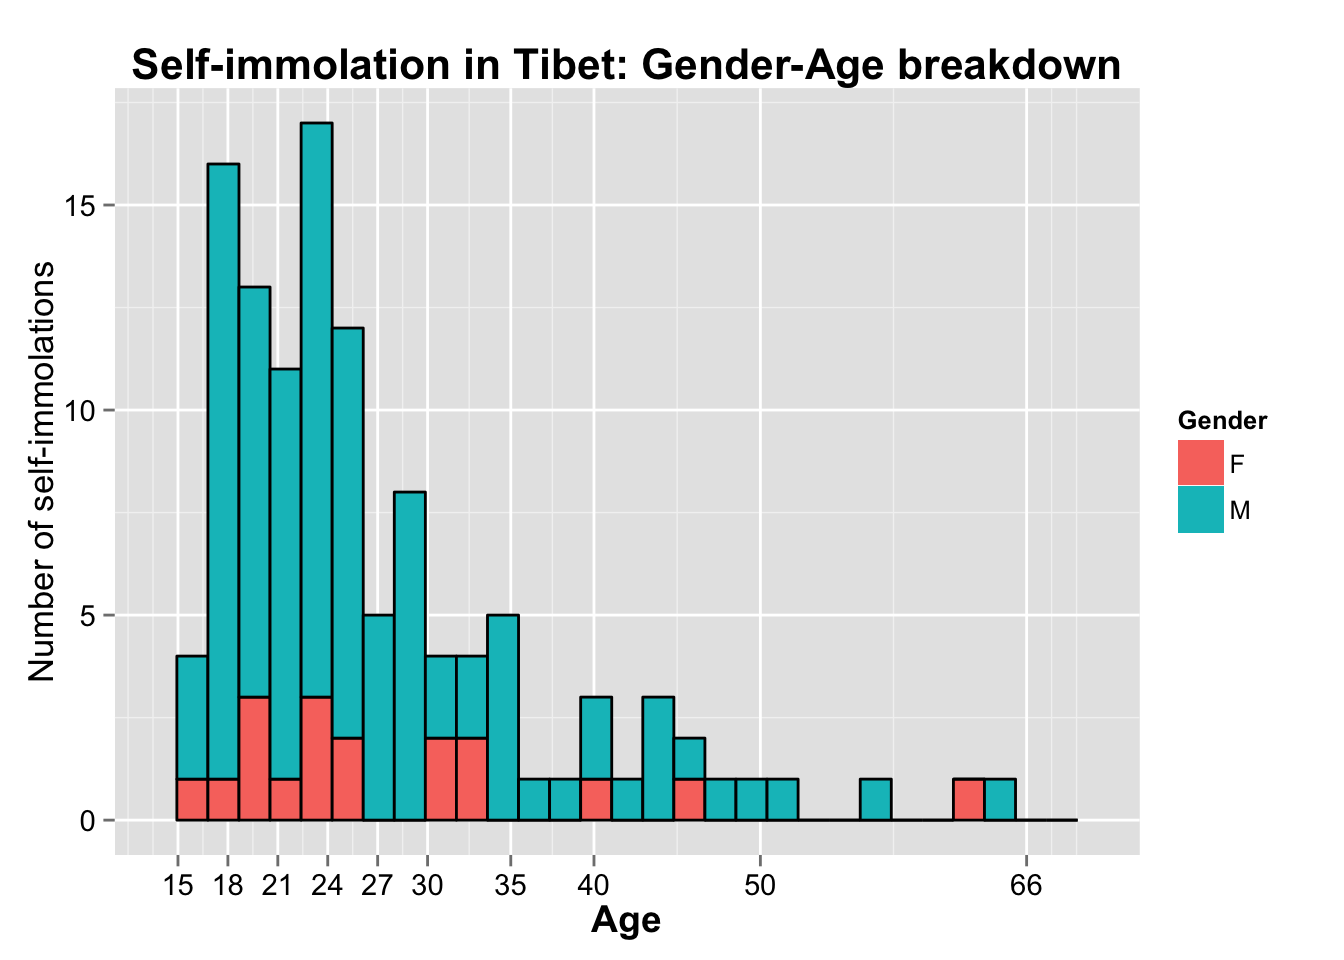 Self-immolation in Tibet: Gender-Age breakdown
Number of self-immolations
15
10
5
0
15 18 21 24 27 30 35 40 50 66
Age
Gender
F
M